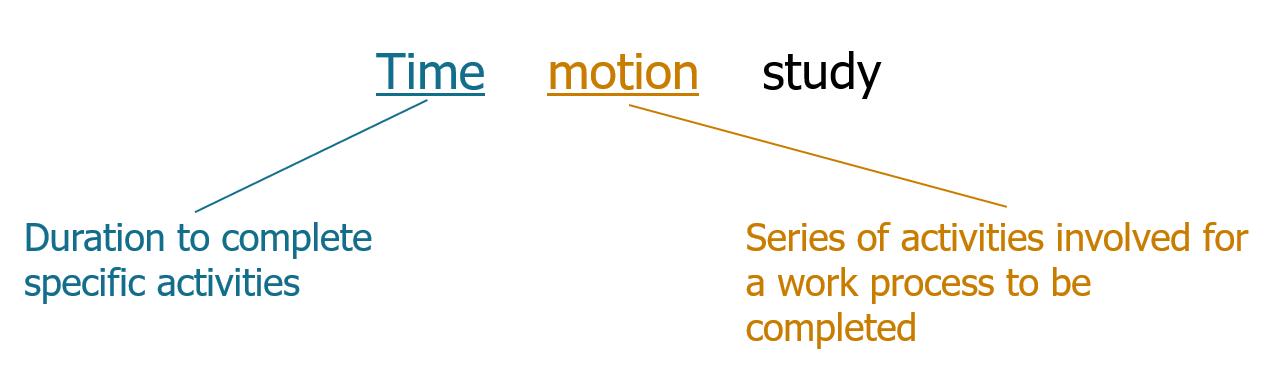 Time motion study
Duration to complete
specific activities
Series of activities involved for
a work process to be
completed